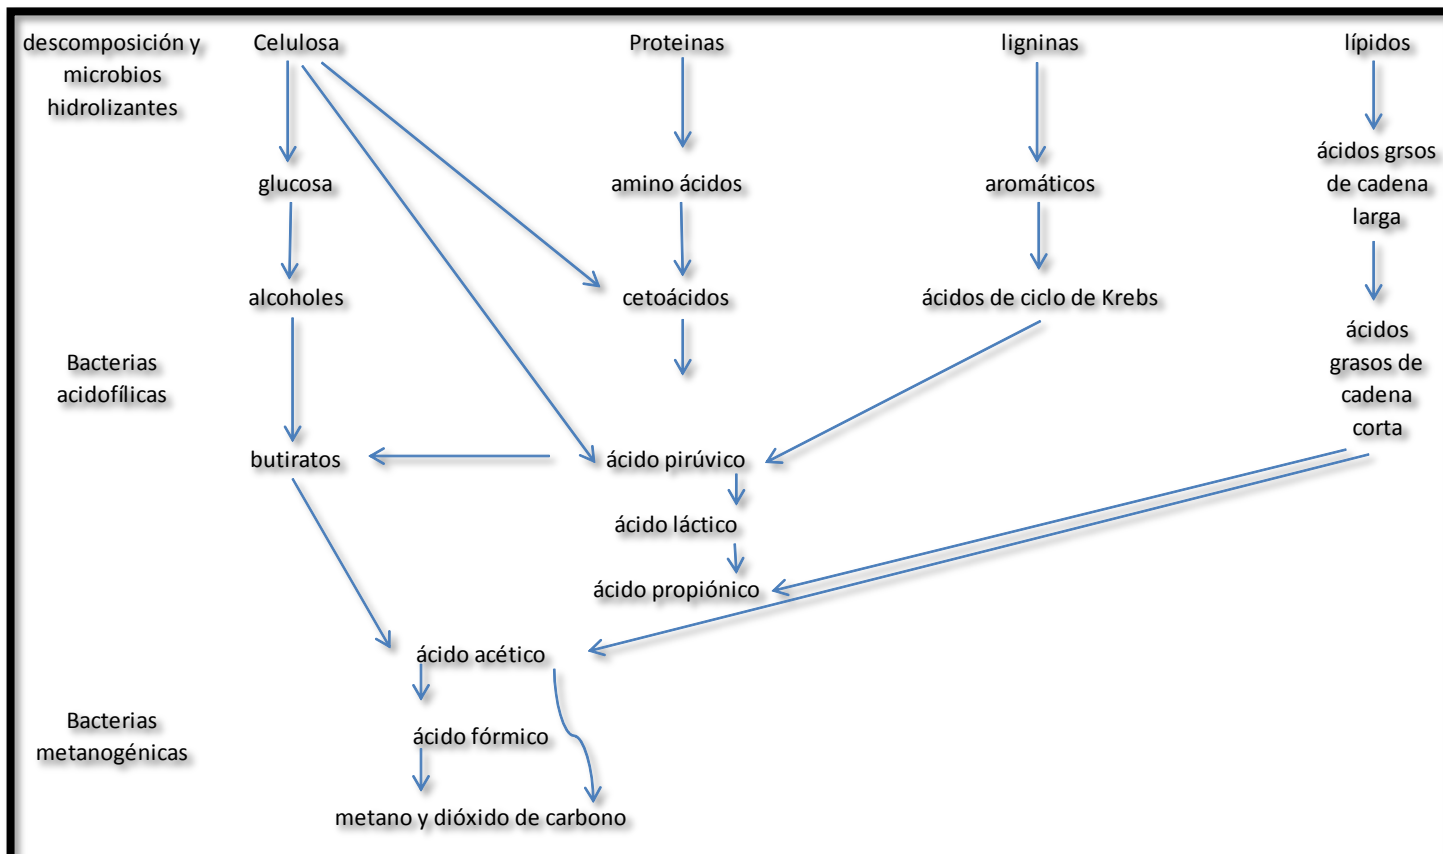 descomposición y
microbios
hidrolizantes
Celulosa
Proteinas
ligninas
lípidos
glucosa
amino ácidos
aromáticos
ácidos grsos
de cadena
larga
alcoholes
cetoácidos
ácidos de ciclo de Krebs
ácidos
grasos de
cadena
corta
Bacterias
acidofílicas
butiratos
ácido pirúvico
ácido láctico
ácido propiónico
ácido acético
Bacterias
metanogénicas
ácido fórmico
metano y dióxido de carbono